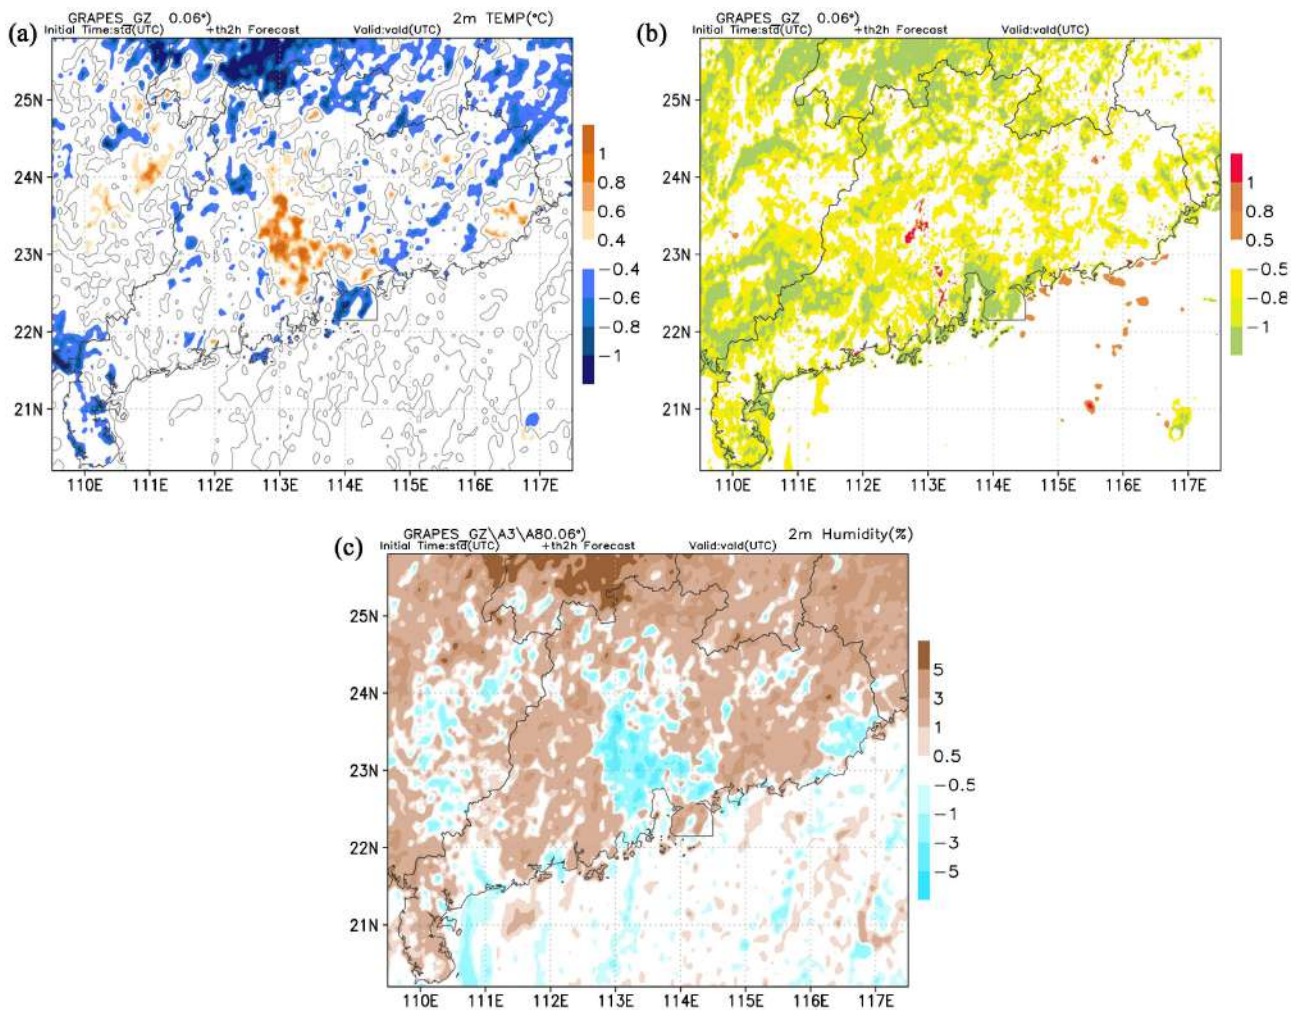 (a)
GRAPES_GZ 0.06°) 2m TEMP(°C)
Initial Time:std(UTC) +th2h Forecast Valid:vald(UTC)
25N
24N
23N
22N
21N
110E 111E 112E 113E 114E 115E 116E 117E
1
0.8
0.6
0.4
−0.4
−0.6
−0.8
−1
(b)
GRAPES_GZ 0.06°)
Initial Time:std(UTC) +th2h Forecast Valid:vald(UTC)
25N
24N
23N
22N
21N
110E 111E 112E 113E 114E 115E 116E 117E
1
0.8
0.5
−0.5
−0.8
−1
(c)
GRAPES_GZ\A3\A80.06°) 2m Humidity(%)
Initial Time:std(UTC) +th2h Forecast Valid:vald(UTC)
25N
24N
23N
22N
21N
110E 111E 112E 113E 114E 115E 116E 117E
5
3
1
0.5
−0.5
−1
−3
−5